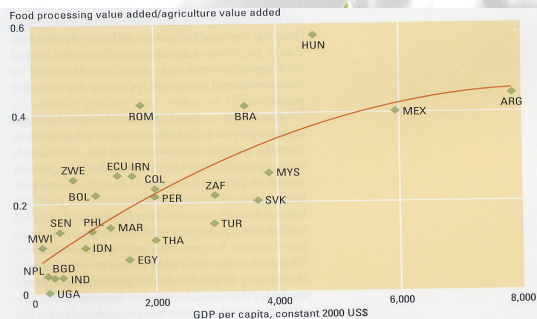 Food processing value added/agriculture value added
0.6
HUN
ARG
ROM
BRA
MEX
0.4
ZWE
ECU IRN
COL
MYS
BOL
PER
ZAF
SVK
0.2
SEN
PHL
MAR
TUR
MWI
IDN
THA
EGY
NPL BGD
IND
UGA
0
0
2,000
4,000
6,000
8,000
GDP per capita, constant 2000 US$